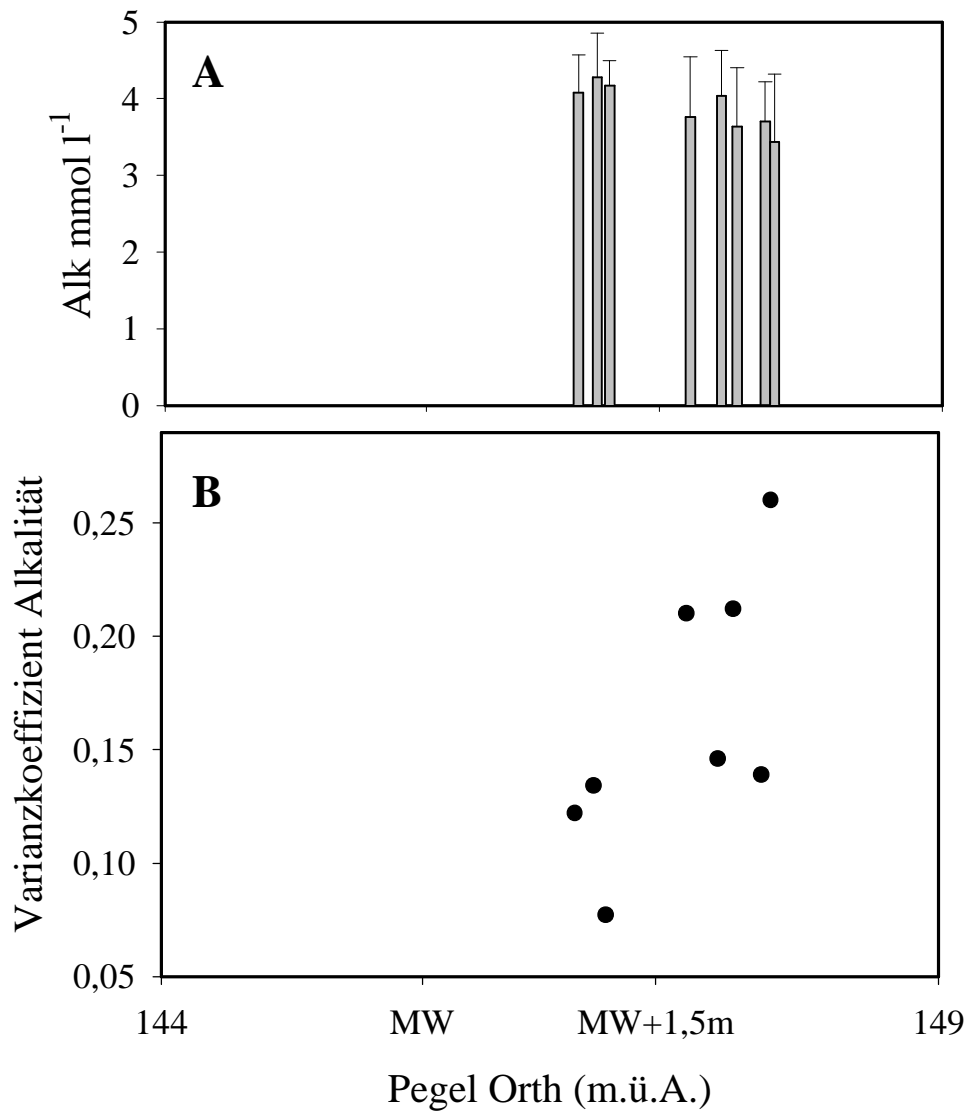 A
Alk mmol l-1
5
4
3
2
1
0
B
Varianzkoeffizient Alkalität
0,25
0,20
0,15
0,10
0,05
144 MW MW+1,5m 149
Pegel Orth (m.ü.A.)